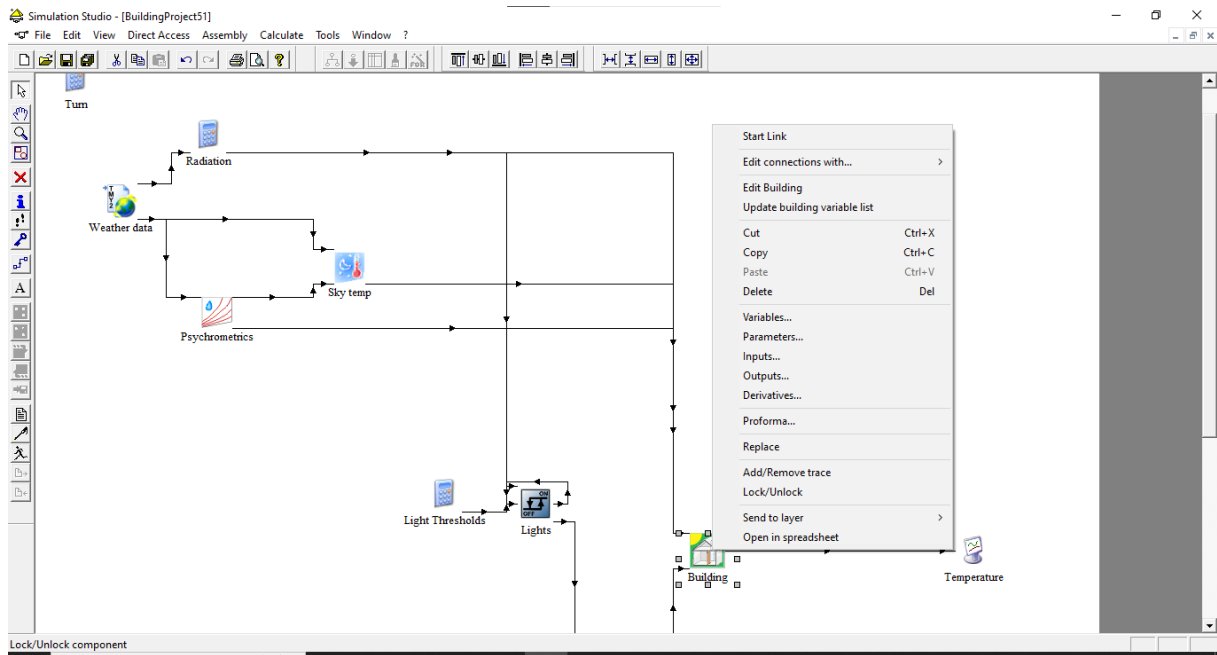 Simulation Studio - [BuildingProject51]
File Edit View Direct Access Assembly Calculate Tools Window ?
Turn
Radiation
Weather data
Sky temp
Psychrometrics
Light Thresholds
ON
OFF
Lights
Building
Temperature
Start Link
Edit connections with...
Edit Building
Update building variable list
Cut Ctrl+X
Copy Ctrl+C
Paste Ctrl+V
Delete Del
Variables...
Parameters...
Inputs...
Outputs...
Derivatives...
Proforma...
Replace
Add/Remove trace
Lock/Unlock
Send to layer
Open in spreadsheet
Lock/Unlock component